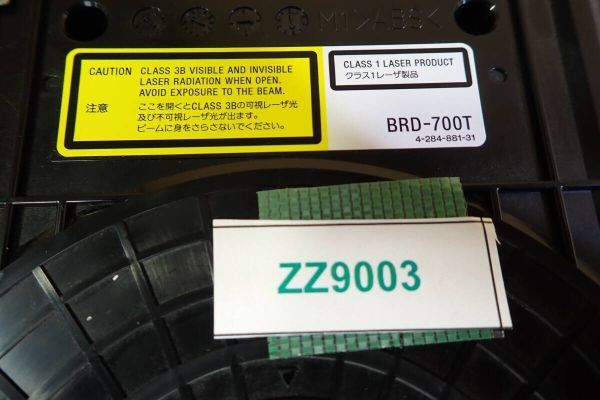 M1>ABS<
CAUTION CLASS 3B VISIBLE AND INVISIBLE
LASER RADIATION WHEN OPEN.
AVOID EXPOSURE TO THE BEAM.
注意 ここを開くとCLASS 3Bの可視レーザ光
及び不可視レーザ光が出ます。
ビームに身をさらさないでください。
CLASS 1 LASER PRODUCT
クラス1レーザ製品
BRD-700T
4-284-881-31
ZZ9003